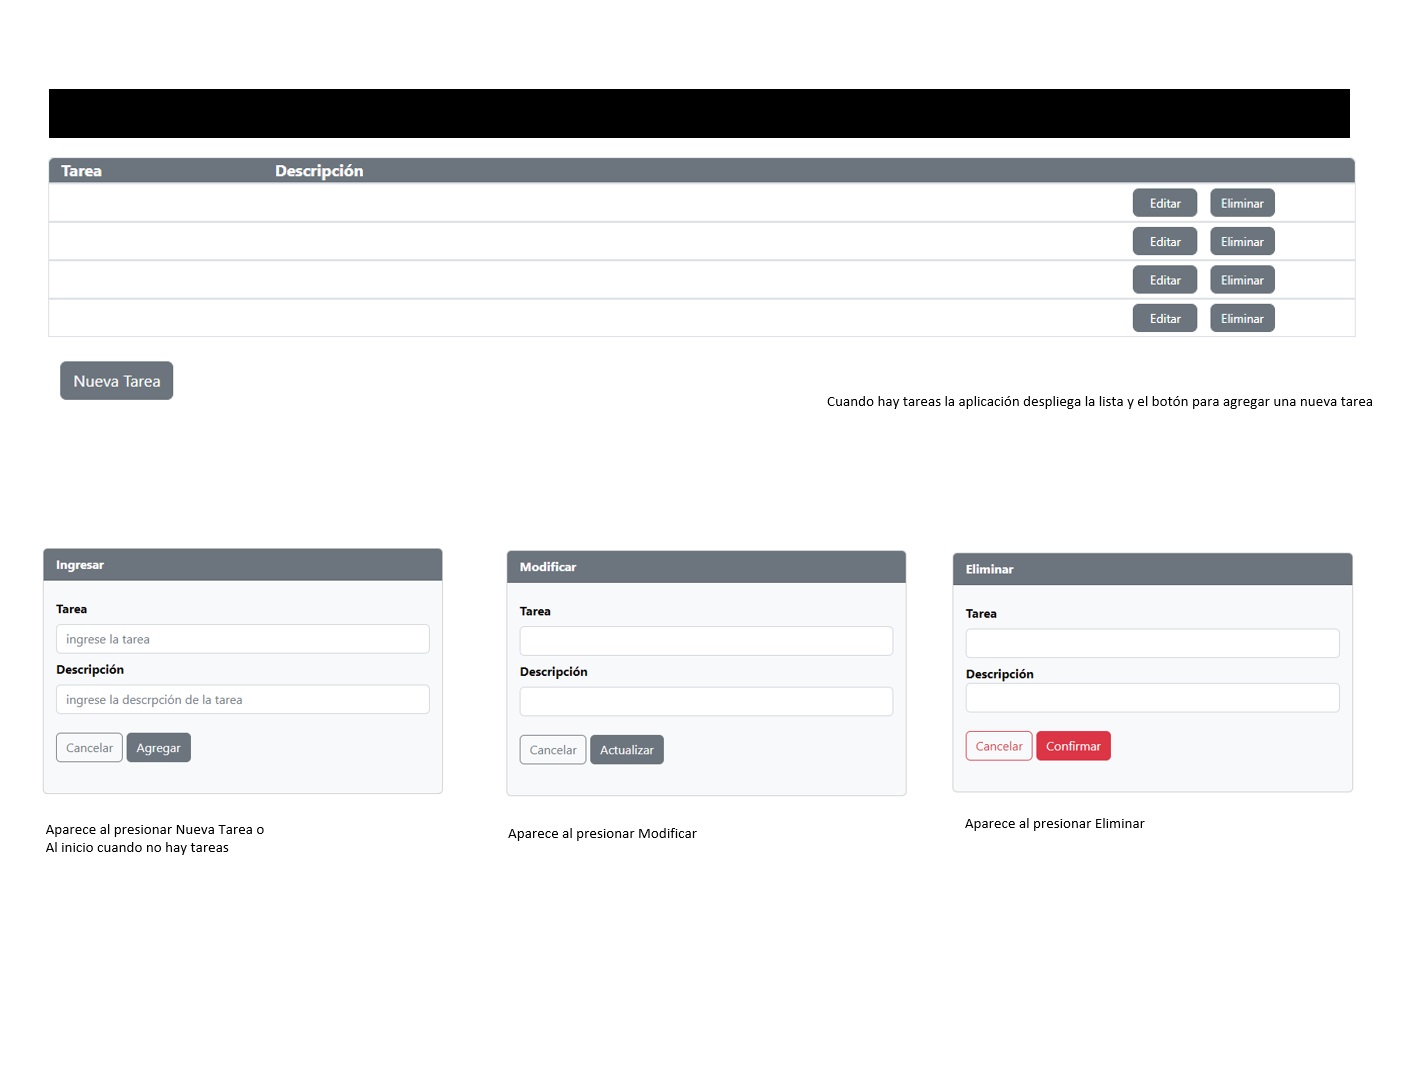 Tarea Descripción
Editar Eliminar
Editar Eliminar
Editar Eliminar
Editar Eliminar
Nueva Tarea
Cuando hay tareas la aplicación despliega la lista y el botón para agregar una nueva tarea
Ingresar
Tarea
ingrese la tarea
Descripción
ingrese la descrpción de la tarea
Cancelar Agregar
Aparece al presionar Nueva Tarea o
Al inicio cuando no hay tareas
Modificar
Tarea
Descripción
Cancelar Actualizar
Aparece al presionar Modificar
Eliminar
Tarea
Descripción
Cancelar Confirmar
Aparece al presionar Eliminar